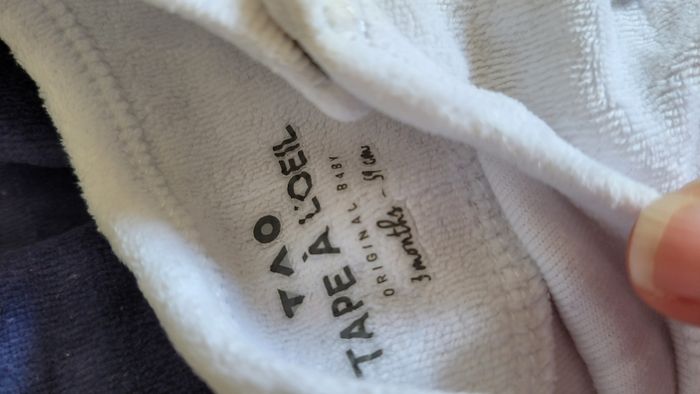 TAO
TAPE À L'OEIL
ORIGINAL BABY
3 months - 59 cm